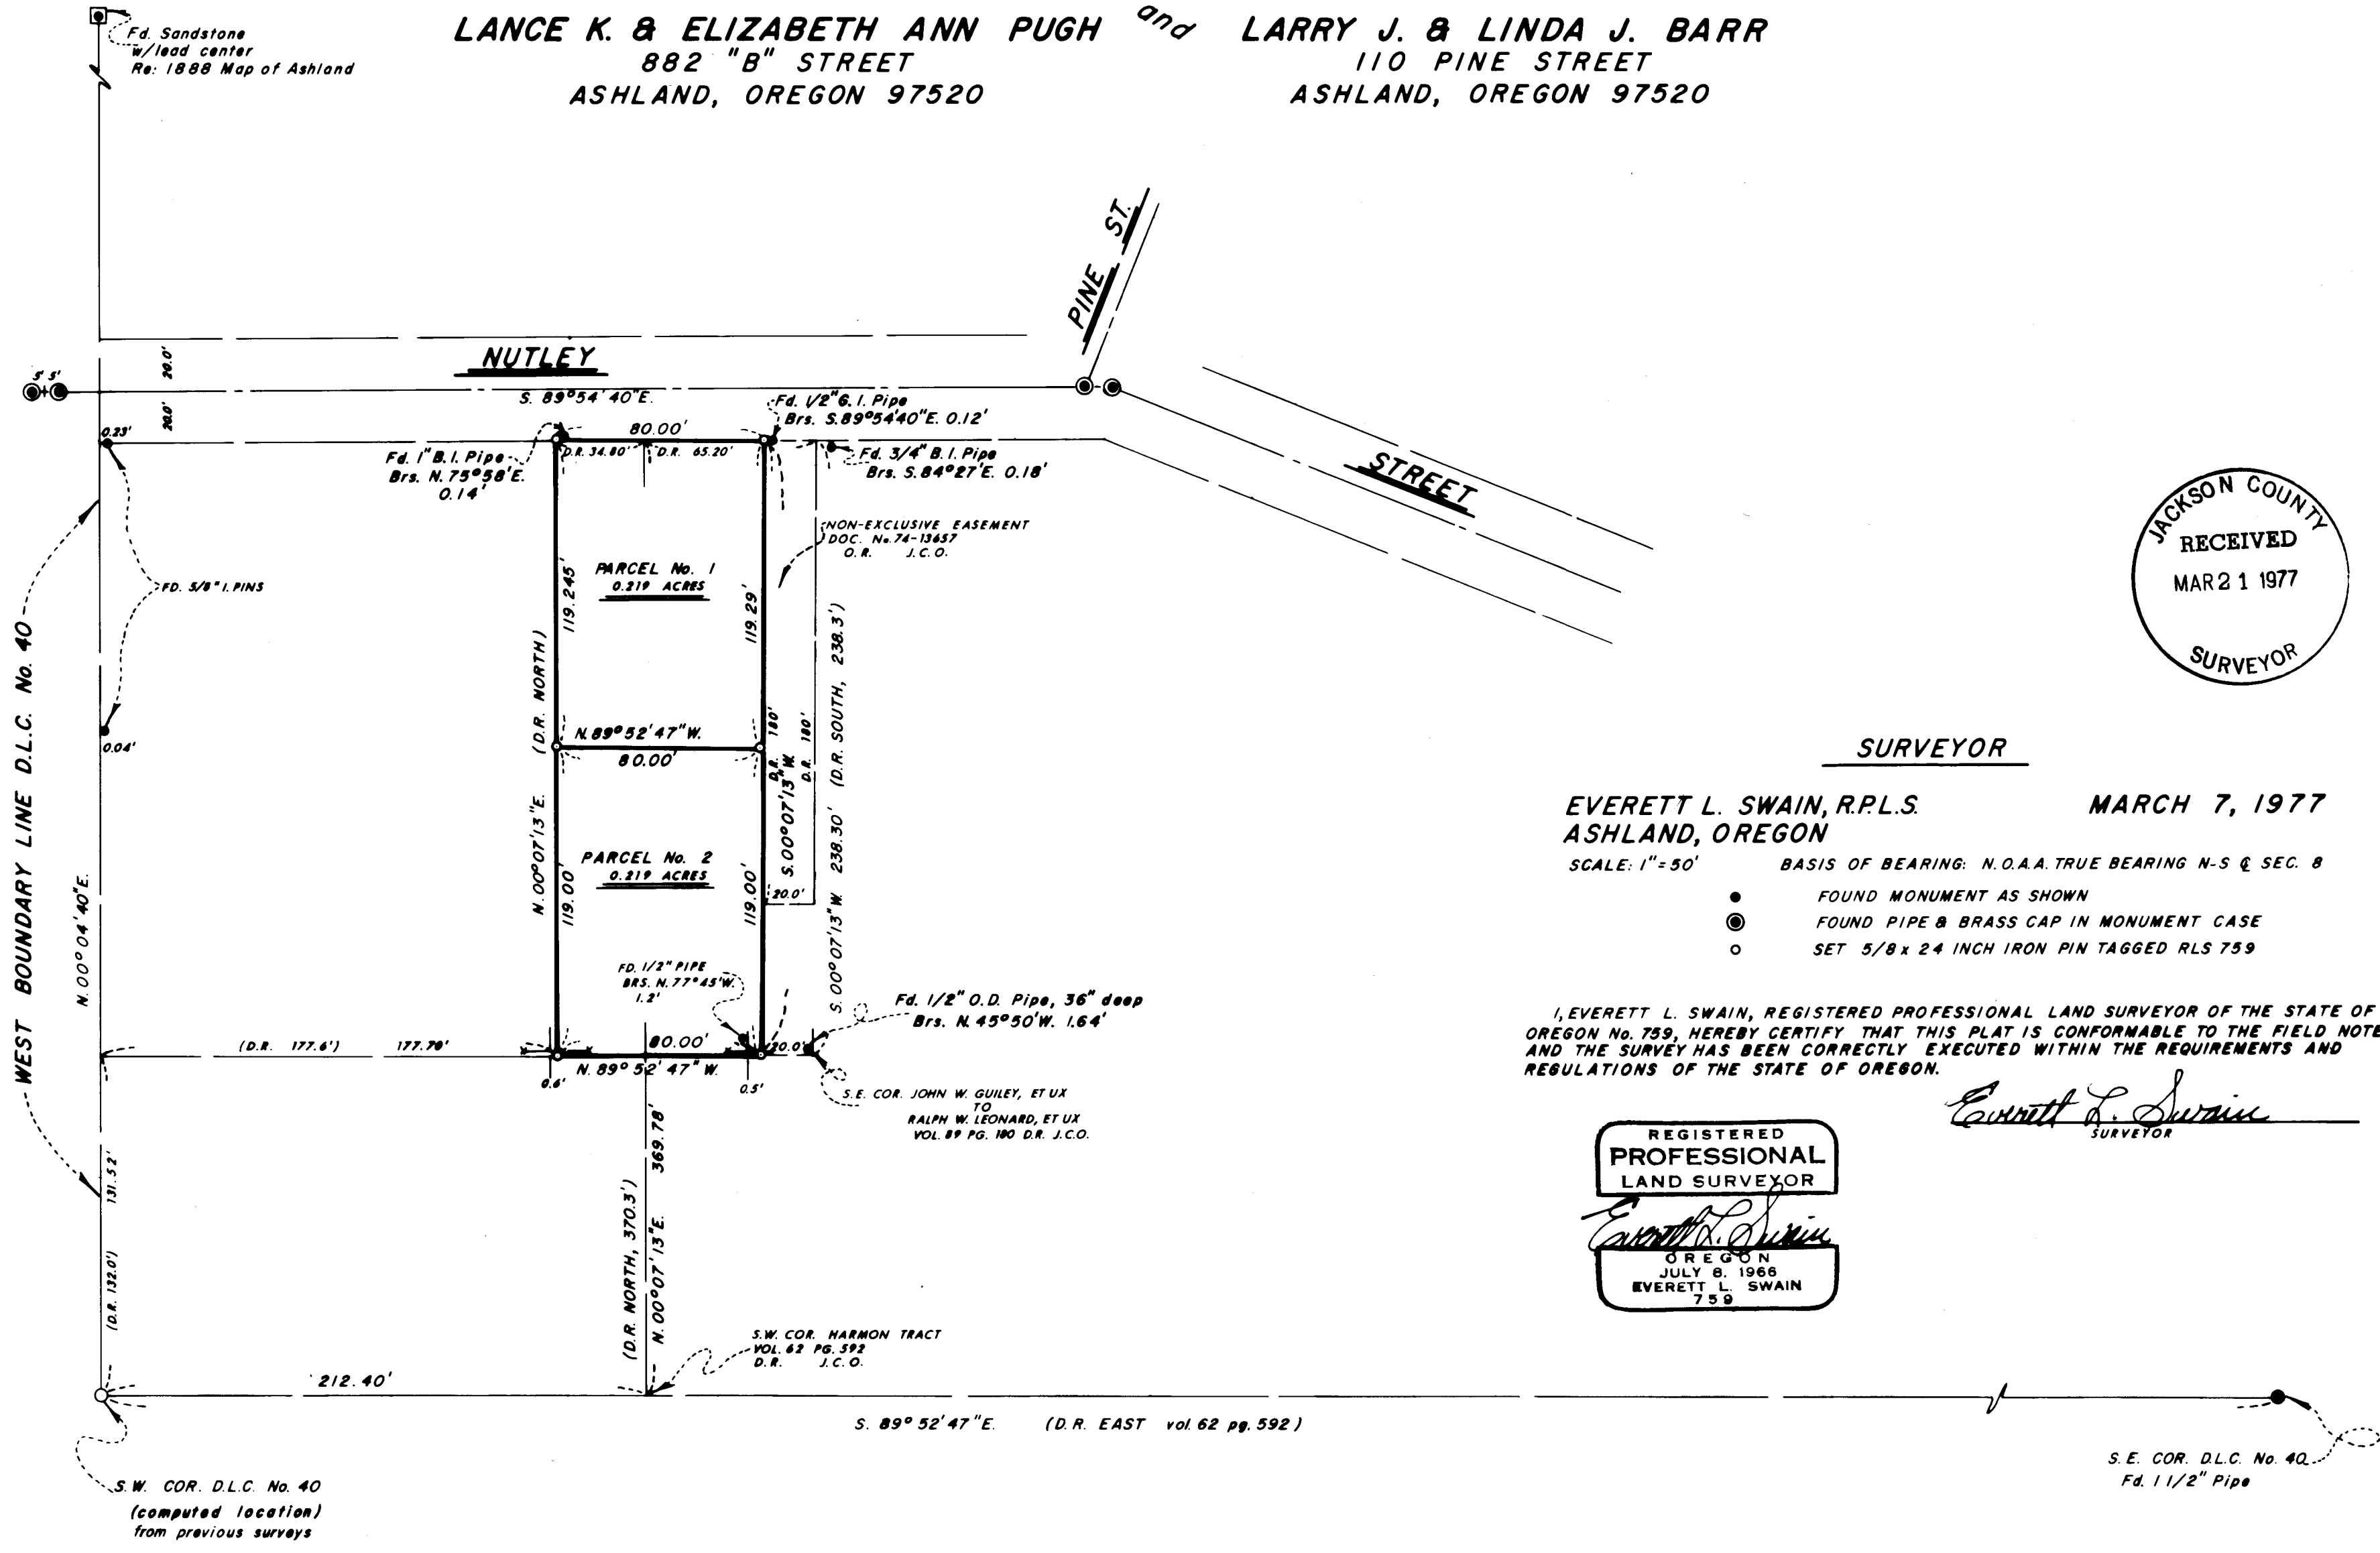 Fd. Sandstone
w/lead center
Re: 1888 Map of Ashland
LANCE K. & ELIZABETH ANN PUGH and LARRY J. & LINDA J. BARR
882 "B" STREET
ASHLAND, OREGON 97520
110 PINE STREET
ASHLAND, OREGON 97520
PINE ST.
NUTLEY
STREET
5' 5'
20.0'
20.0'
S. 89°54'40"E.
0.23'
80.00'
D.R. 34.80'
D.R. 65.20'
Fd. 1/2" G.I. Pipe
Brs. S.89°54'40"E. 0.12'
Fd. 1" B.I. Pipe
Brs. N.75°58'E.
0.14'
Fd. 3/4" B.I. Pipe
Brs. S.84°27'E. 0.18'
NON-EXCLUSIVE EASEMENT
DOC. No.74-13657
O.R. J.C.O.
FD. 5/8" I. PINS
0.04'
PARCEL No. 1
0.219 ACRES
119.245'
119.29'
(D.R. NORTH)
N. 89°52'47"W.
80.00'
D.R. 180'
D.R. 180'
S.00°07'13"W.
S.00°07'13"W. 238.30' (D.R. SOUTH, 238.3')
N.00°07'13"E.
PARCEL No. 2
0.219 ACRES
119.00'
119.00'
20.0'
FD. 1/2" PIPE
BRS. N.77°45'W.
1.2'
Fd. 1/2" O.D. Pipe, 36" deep
Brs. N.45°50'W. 1.64'
(D.R. 177.6') 177.70'
80.00'
20.0'
N. 89°52'47"W.
0.6'
0.5'
S.E. COR. JOHN W. GUILEY, ET UX
TO
RALPH W. LEONARD, ET UX
VOL. 89 PG. 180 D.R. J.C.O.
WEST BOUNDARY LINE D.L.C. No. 40
N.00°04'40"E.
(D.R. 132.0') 131.52'
(D.R. NORTH, 370.3')
N.00°07'13"E. 369.78'
S.W. COR. HARMON TRACT
VOL. 62 PG. 592
D.R. J.C.O.
212.40'
S. 89°52'47"E. (D.R. EAST vol. 62 pg. 592)
S.W. COR. D.L.C. No. 40
(computed location)
from previous surveys
S.E. COR. D.L.C. No. 40
Fd. 1 1/2" Pipe
JACKSON COUNTY
RECEIVED
MAR 21 1977
SURVEYOR
SURVEYOR
EVERETT L. SWAIN, R.P.L.S. MARCH 7, 1977
ASHLAND, OREGON
SCALE: 1"=50' BASIS OF BEARING: N.O.A.A. TRUE BEARING N-S ℄ SEC. 8
FOUND MONUMENT AS SHOWN
FOUND PIPE & BRASS CAP IN MONUMENT CASE
SET 5/8 x 24 INCH IRON PIN TAGGED RLS 759
I, EVERETT L. SWAIN, REGISTERED PROFESSIONAL LAND SURVEYOR OF THE STATE OF
OREGON No. 759, HEREBY CERTIFY THAT THIS PLAT IS CONFORMABLE TO THE FIELD NOTE
AND THE SURVEY HAS BEEN CORRECTLY EXECUTED WITHIN THE REQUIREMENTS AND
REGULATIONS OF THE STATE OF OREGON.
Everett L. Swain
SURVEYOR
REGISTERED
PROFESSIONAL
LAND SURVEYOR
Everett L. Swain
OREGON
JULY 8, 1966
EVERETT L. SWAIN
759